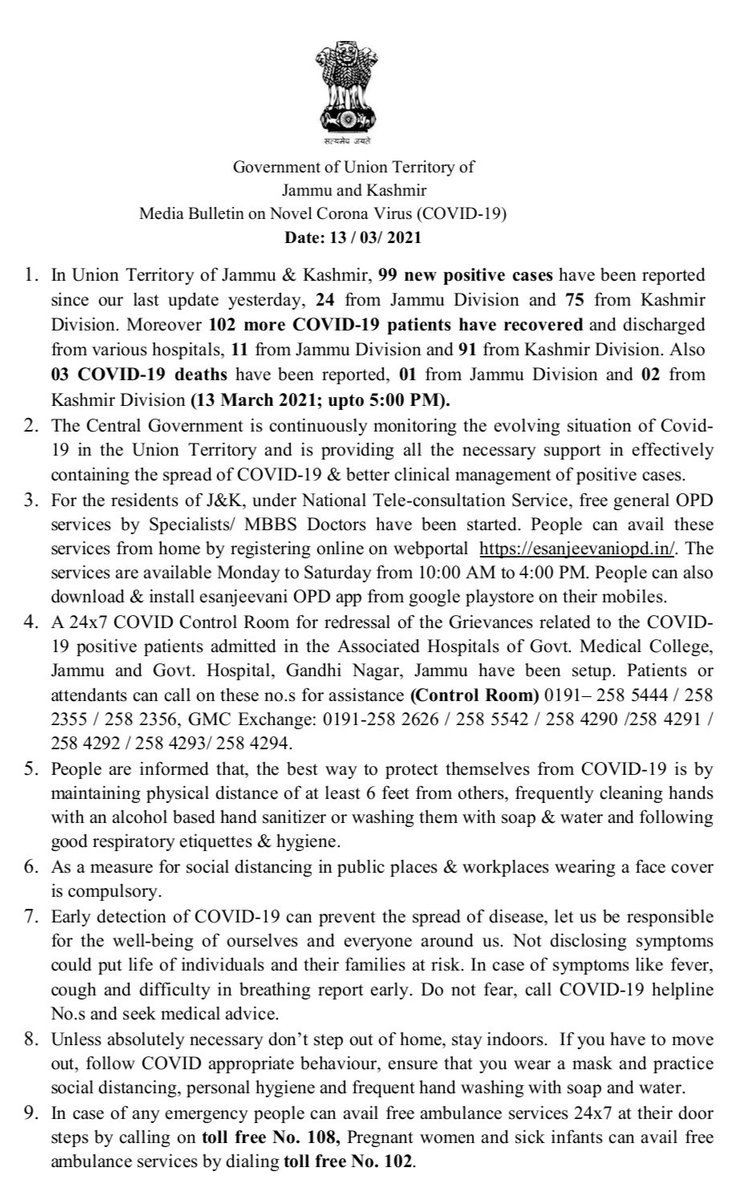 सत्यमेव जयते
Government of Union Territory of
Jammu and Kashmir
Media Bulletin on Novel Corona Virus (COVID-19)
Date: 13 / 03/ 2021
1. In Union Territory of Jammu & Kashmir, 99 new positive cases have been reported
since our last update yesterday, 24 from Jammu Division and 75 from Kashmir
Division. Moreover 102 more COVID-19 patients have recovered and discharged
from various hospitals, 11 from Jammu Division and 91 from Kashmir Division. Also
03 COVID-19 deaths have been reported, 01 from Jammu Division and 02 from
Kashmir Division (13 March 2021; upto 5:00 PM).
2. The Central Government is continuously monitoring the evolving situation of Covid-
19 in the Union Territory and is providing all the necessary support in effectively
containing the spread of COVID-19 & better clinical management of positive cases.
3. For the residents of J&K, under National Tele-consultation Service, free general OPD
services by Specialists/ MBBS Doctors have been started. People can avail these
services from home by registering online on webportal https://esanjeevaniopd.in/. The
services are available Monday to Saturday from 10:00 AM to 4:00 PM. People can also
download & install esanjeevani OPD app from google playstore on their mobiles.
4. A 24x7 COVID Control Room for redressal of the Grievances related to the COVID-
19 positive patients admitted in the Associated Hospitals of Govt. Medical College,
Jammu and Govt. Hospital, Gandhi Nagar, Jammu have been setup. Patients or
attendants can call on these no.s for assistance (Control Room) 0191– 258 5444 / 258
2355 / 258 2356, GMC Exchange: 0191-258 2626 / 258 5542 / 258 4290 /258 4291 /
258 4292 / 258 4293/ 258 4294.
5. People are informed that, the best way to protect themselves from COVID-19 is by
maintaining physical distance of at least 6 feet from others, frequently cleaning hands
with an alcohol based hand sanitizer or washing them with soap & water and following
good respiratory etiquettes & hygiene.
6. As a measure for social distancing in public places & workplaces wearing a face cover
is compulsory.
7. Early detection of COVID-19 can prevent the spread of disease, let us be responsible
for the well-being of ourselves and everyone around us. Not disclosing symptoms
could put life of individuals and their families at risk. In case of symptoms like fever,
cough and difficulty in breathing report early. Do not fear, call COVID-19 helpline
No.s and seek medical advice.
8. Unless absolutely necessary don’t step out of home, stay indoors. If you have to move
out, follow COVID appropriate behaviour, ensure that you wear a mask and practice
social distancing, personal hygiene and frequent hand washing with soap and water.
9. In case of any emergency people can avail free ambulance services 24x7 at their door
steps by calling on toll free No. 108, Pregnant women and sick infants can avail free
ambulance services by dialing toll free No. 102.